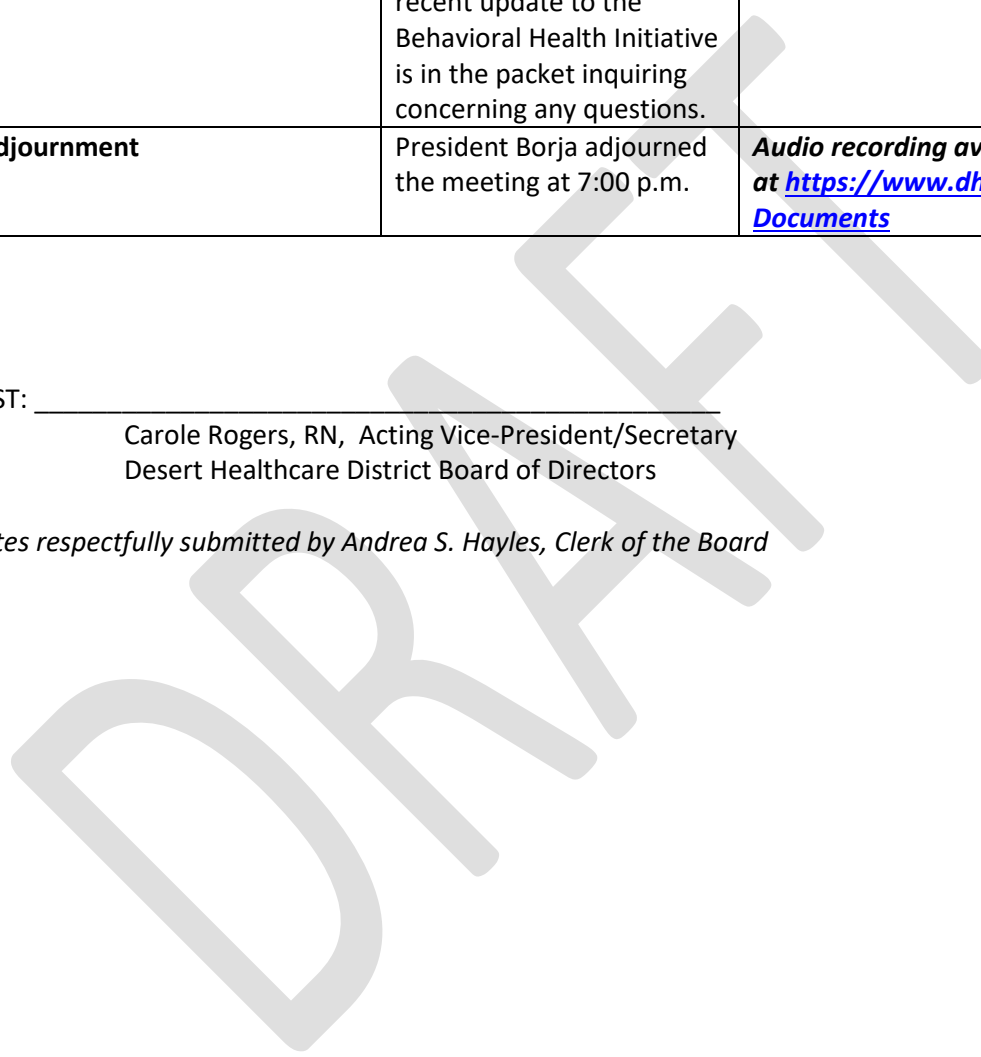 recent update to the
Behavioral Health Initiative
is in the packet inquiring
concerning any questions.
djournment
President Borja adjourned
the meeting at 7:00 p.m.
Audio recording av
at https://www.dh
Documents
ST: _______________________________________________
Carole Rogers, RN, Acting Vice-President/Secretary
Desert Healthcare District Board of Directors
tes respectfully submitted by Andrea S. Hayles, Clerk of the Board
DRAFT